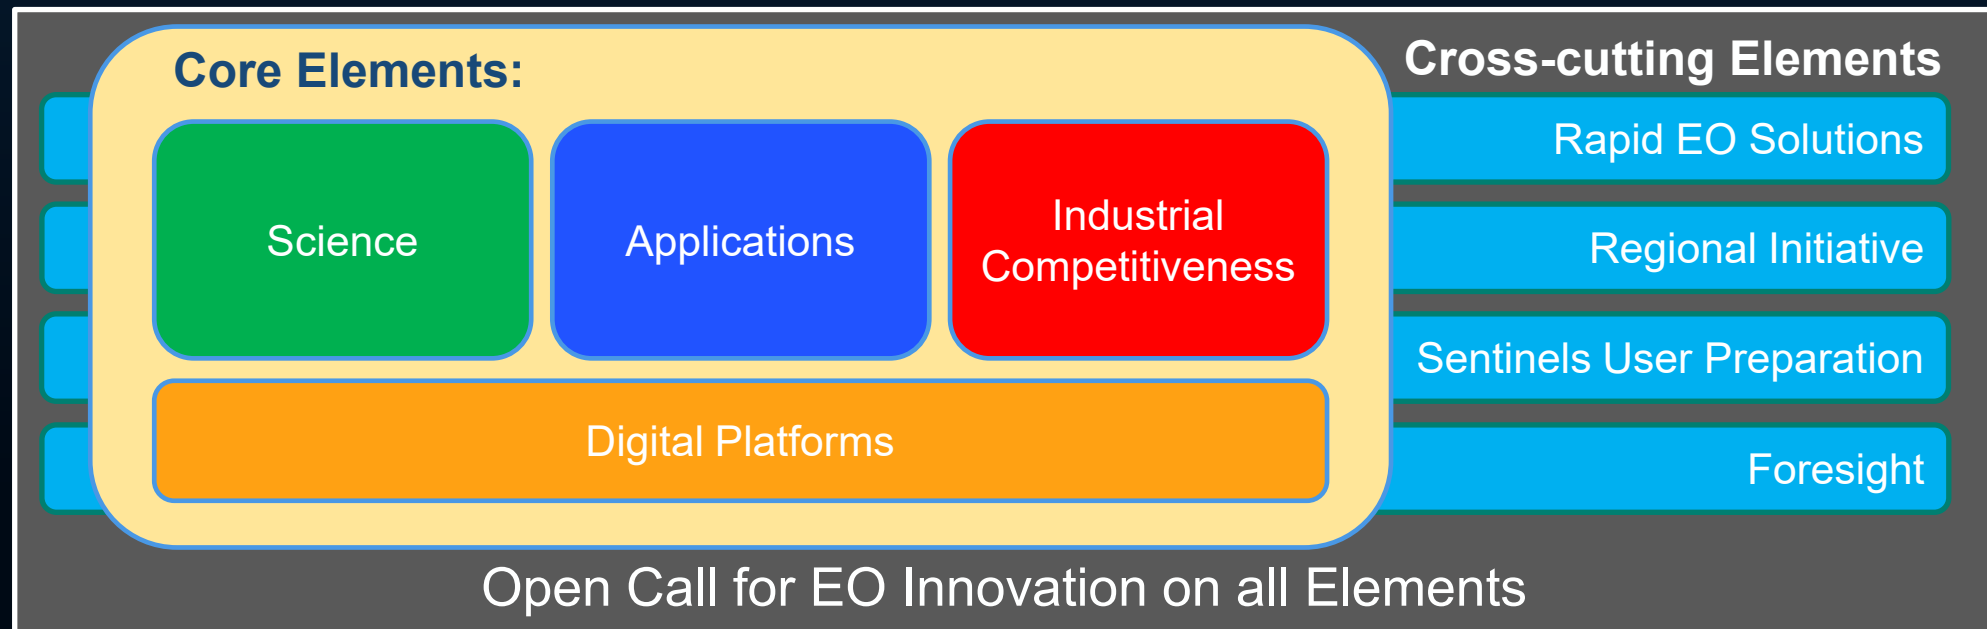 Core Elements:
Science
Applications
Industrial
Competitiveness
Digital Platforms
Cross-cutting Elements
Rapid EO Solutions
Regional Initiative
Sentinels User Preparation
Foresight
Open Call for EO Innovation on all Elements